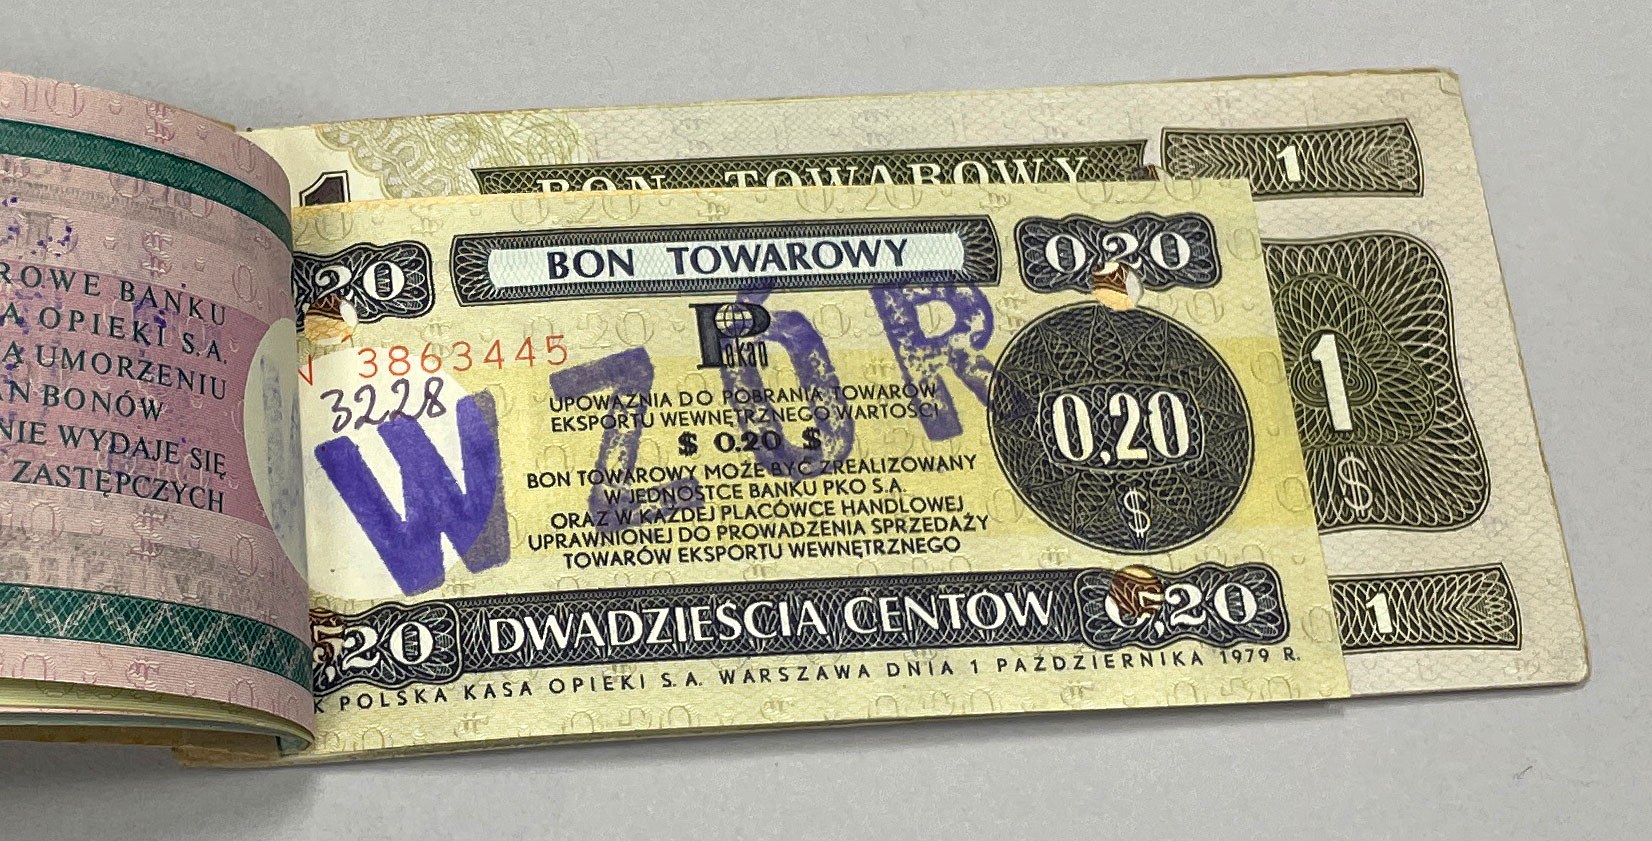 1
BON TOWAROWY
1
1
$
1
BON TOWAROWY
20
0,20
Pekao
3863445
3228
WZÓR
UPOWAŻNIA DO POBRANIA TOWARÓW
EKSPORTU WEWNĘTRZNEGO WARTOŚCI
$ 0.20 $
BON TOWAROWY MOŻE BYĆ ZREALIZOWANY
W JEDNOSTCE BANKU PKO S.A.
ORAZ W KAŻDEJ PLACÓWCE HANDLOWEJ
UPRAWNIONEJ DO PROWADZENIA SPRZEDAŻY
TOWARÓW EKSPORTU WEWNĘTRZNEGO
0,20
$
20
DWADZIEŚCIA CENTÓW
0,20
K POLSKA KASA OPIEKI S.A. WARSZAWA DNIA 1 PAŹDZIERNIKA 1979 R.
ROWE BANKU
A OPIEKI S.A.
A UMORZENIU
AN BONÓW
NIE WYDAJE SIĘ
ZASTĘPCZYCH